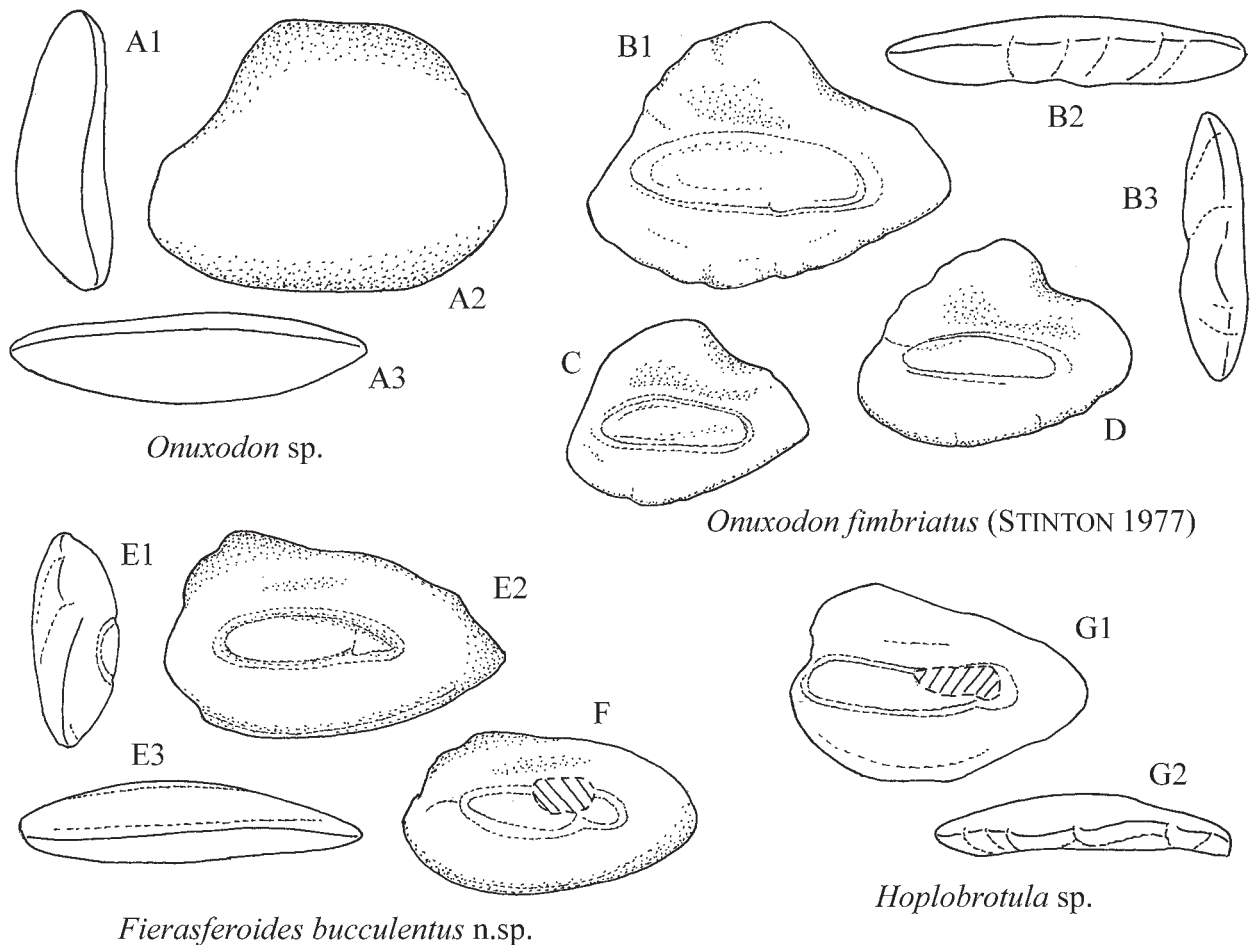 A1
A2
A3
Onuxodon sp.
B1
B2
B3
C
D
Onuxodon fimbriatus (STINTON 1977)
E1
E2
E3
F
Fierasferoides bucculentus n.sp.
G1
G2
Hoplobrotula sp.